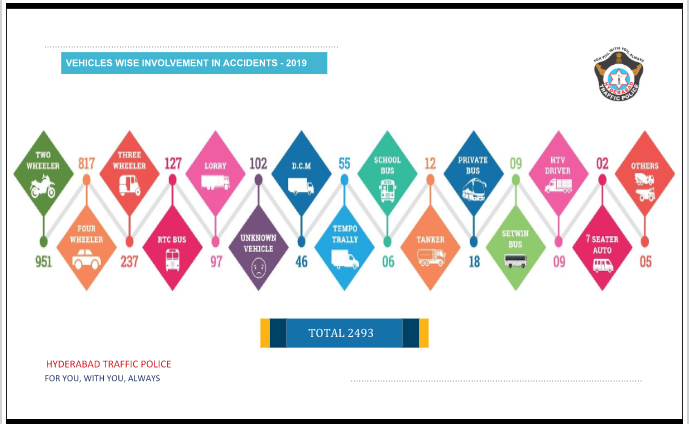 VEHICLES WISE INVOLVEMENT IN ACCIDENTS - 2019
FOR YOU, WITH YOU, ALWAYS
HYDERABAD
TRAFFIC POLICE
TWO
WHEELER
951
817
FOUR
WHEELER
THREE
WHEELER
237
127
RTC BUS
LORRY
97
102
UNKNOWN
VEHICLE
D.C.M
46
55
TEMPO
TRALLY
SCHOOL
BUS
06
12
TANKER
PRIVATE
BUS
18
09
SETWIN
BUS
HTV
DRIVER
09
02
7 SEATER
AUTO
OTHERS
05
TOTAL 2493
HYDERABAD TRAFFIC POLICE
FOR YOU, WITH YOU, ALWAYS